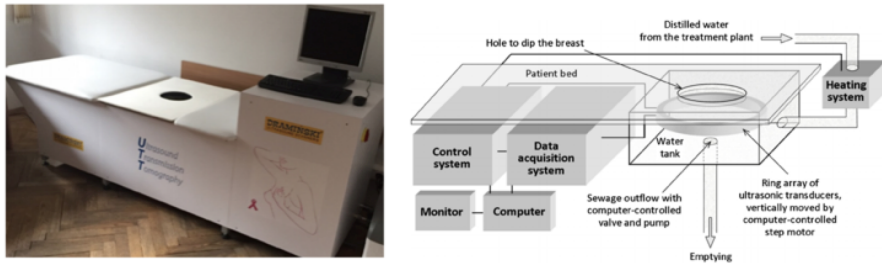 DRAMIŃSKI
Ultrasound
Transmission
Tomography
Distilled water
from the treatment plant
Hole to dip the breast
Patient bed
Heating
system
Control
system
Data
acquisition
system
Water
tank
Monitor
Computer
Sewage outflow with
computer-controlled
valve and pump
Ring array of
ultrasonic transducers,
vertically moved by
computer-controlled
step motor
Emptying